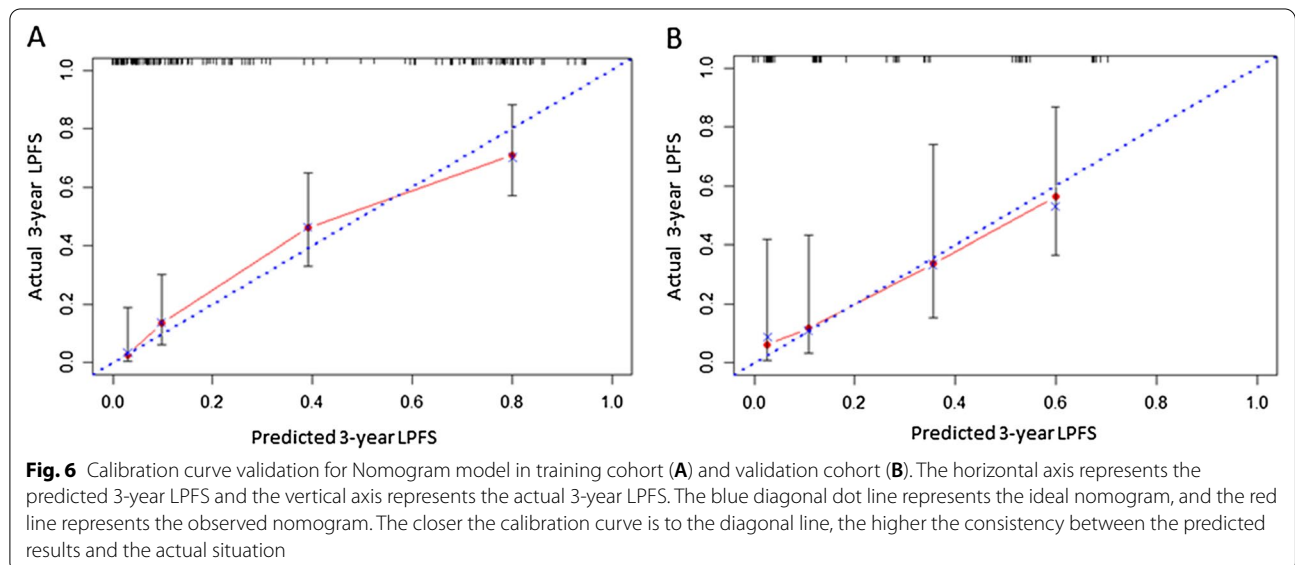 A
B
Actual 3-year LPFS
1.0
0.8
0.6
0.4
0.2
0.0
0.0 0.2 0.4 0.6 0.8 1.0
Predicted 3-year LPFS
Actual 3-year LPFS
1.0
0.8
0.6
0.4
0.2
0.0
0.0 0.2 0.4 0.6 0.8 1.0
Predicted 3-year LPFS
Fig. 6 Calibration curve validation for Nomogram model in training cohort (A) and validation cohort (B). The horizontal axis represents the
predicted 3-year LPFS and the vertical axis represents the actual 3-year LPFS. The blue diagonal dot line represents the ideal nomogram, and the red
line represents the observed nomogram. The closer the calibration curve is to the diagonal line, the higher the consistency between the predicted
results and the actual situation